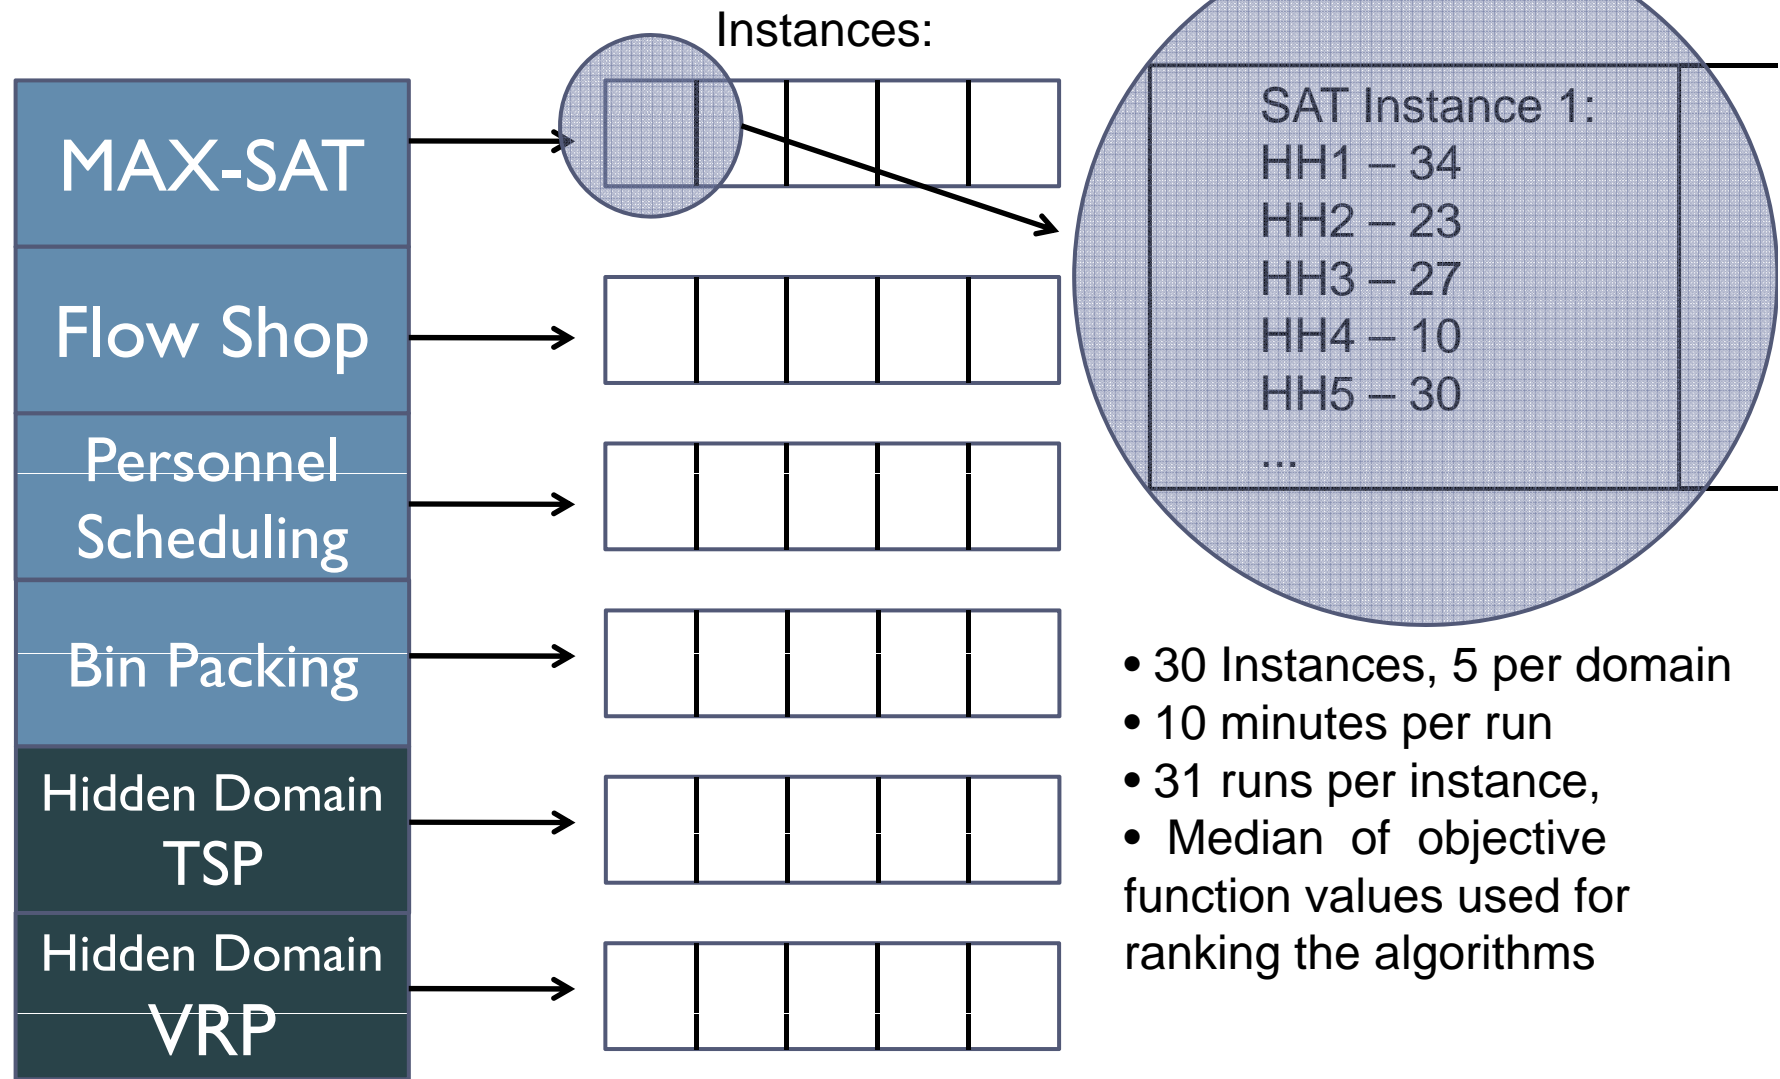 Instances:
MAX-SAT
Flow Shop
Personnel
Scheduling
Bin Packing
Hidden Domain
TSP
Hidden Domain
VRP
SAT Instance 1:
HH1 – 34
HH2 – 23
HH3 – 27
HH4 – 10
HH5 – 30
...
• 30 Instances, 5 per domain
• 10 minutes per run
• 31 runs per instance,
• Median of objective
function values used for
ranking the algorithms